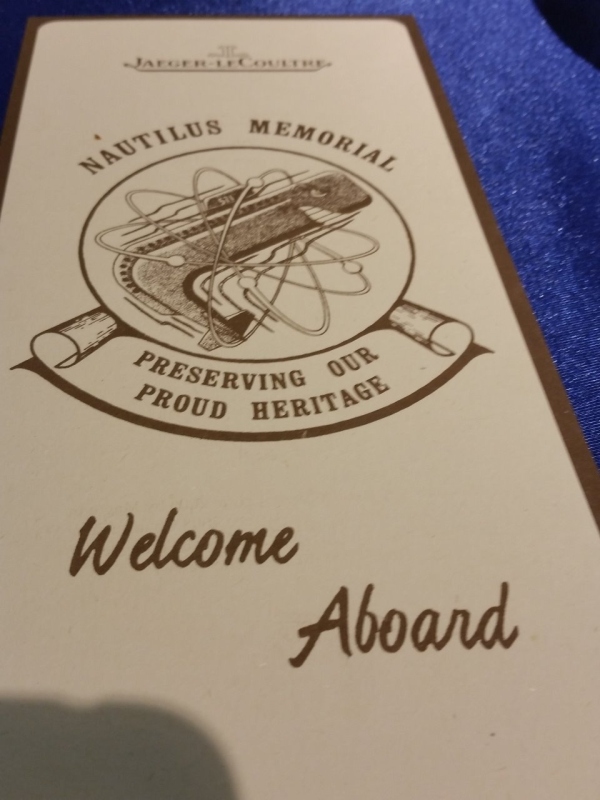 JAEGER-LECOULTRE
NAUTILUS MEMORIAL
PRESERVING OUR
PROUD HERITAGE
Welcome
Aboard